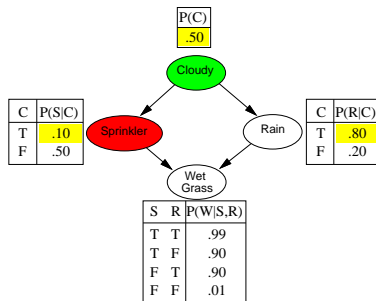 P(C)
.50
Cloudy
C P(S|C)
T .10
F .50
Sprinkler
Rain
C P(R|C)
T .80
F .20
Wet
Grass
S R P(W|S,R)
T T .99
T F .90
F T .90
F F .01